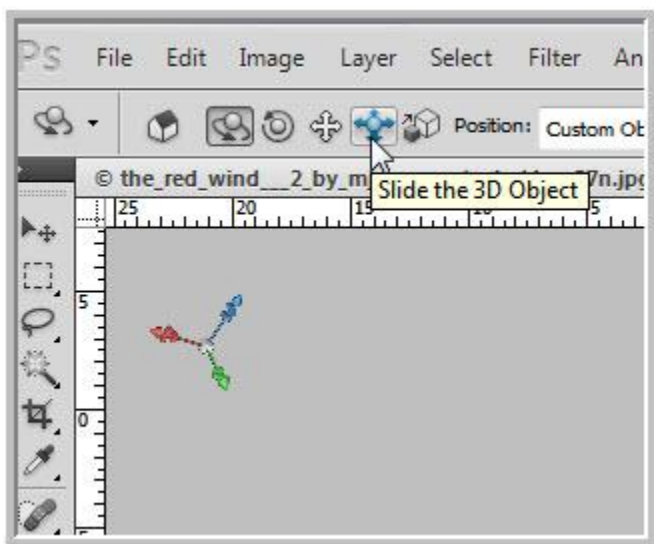 Ps File Edit Image Layer Select Filter An
Position: Custom Ob
© the_red_wind___2_by_m 7n.jpg
Slide the 3D Object
25 20 15 5
5
0